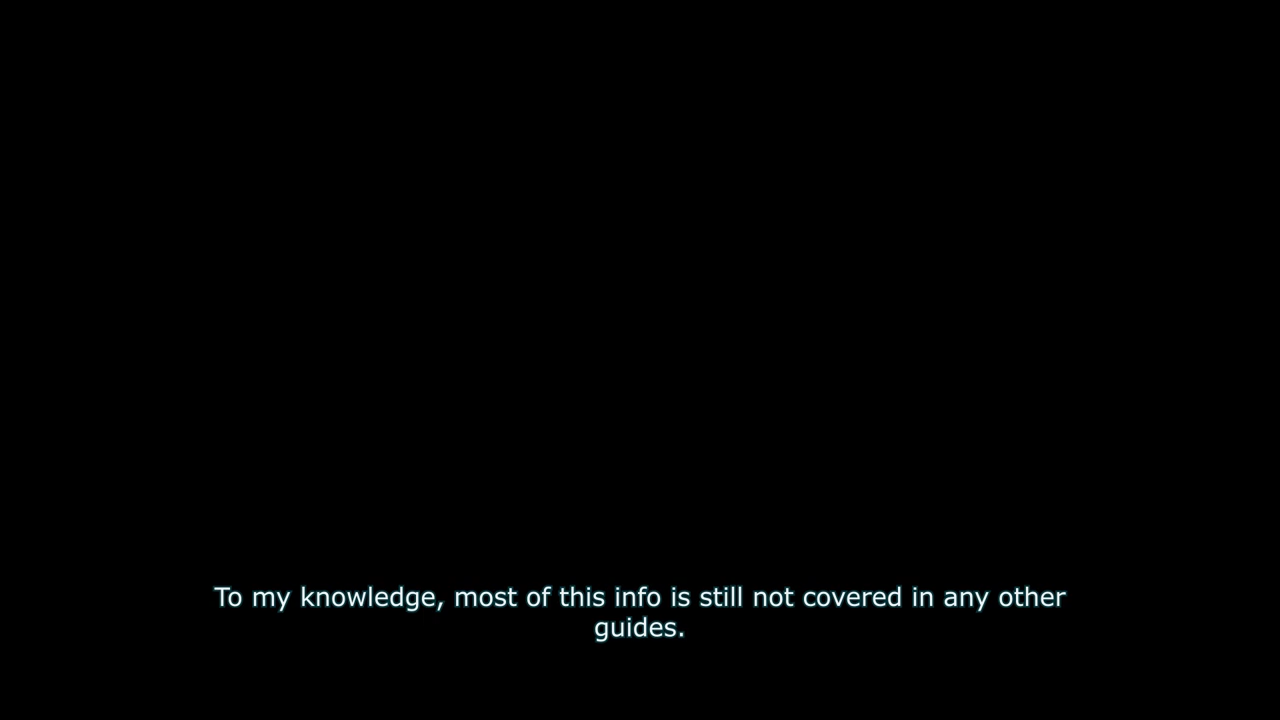 To my knowledge, most of this info is still not covered in any other
guides.